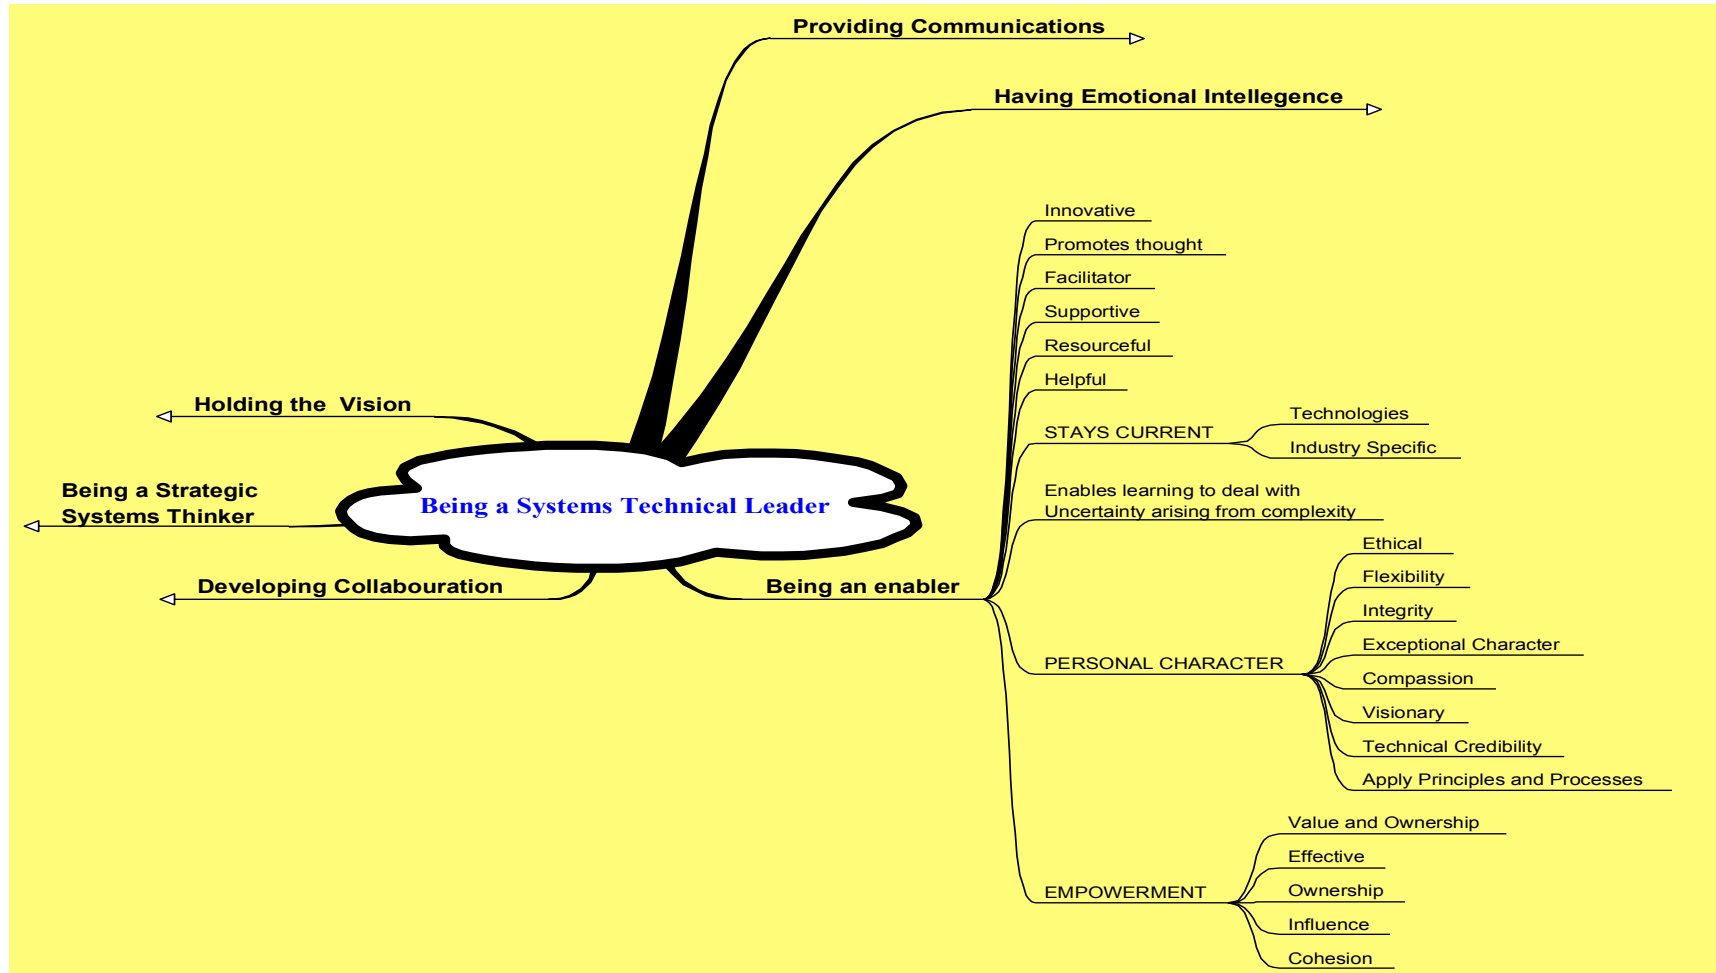 Providing Communications
Having Emotional Intellegence
Holding the  Vision
Being a Strategic
Systems Thinker
Developing Collabouration
Being a Systems Technical Leader
Being an enabler
Innovative
Promotes thought
Facilitator
Supportive
Resourceful
Helpful
STAYS CURRENT
Technologies
Industry Specific
Enables learning to deal with
Uncertainty arising from complexity
PERSONAL CHARACTER
Ethical
Flexibility
Integrity
Exceptional Character
Compassion
Visionary
Technical Credibility
Apply Principles and Processes
EMPOWERMENT
Value and Ownership
Effective
Ownership
Influence
Cohesion